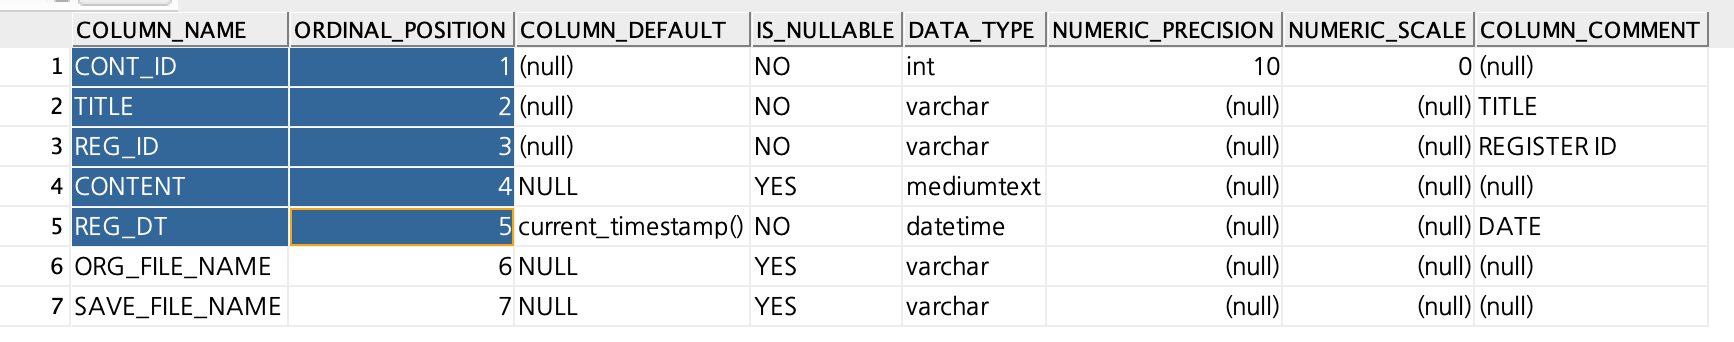 COLUMN_NAME ORDINAL_POSITION COLUMN_DEFAULT IS_NULLABLE DATA_TYPE NUMERIC_PRECISION NUMERIC_SCALE COLUMN_COMMENT
1 CONT_ID 1 (null) NO int 10 0 (null)
2 TITLE 2 (null) NO varchar (null) (null) TITLE
3 REG_ID 3 (null) NO varchar (null) (null) REGISTER ID
4 CONTENT 4 NULL YES mediumtext (null) (null) (null)
5 REG_DT 5 current_timestamp() NO datetime (null) (null) DATE
6 ORG_FILE_NAME 6 NULL YES varchar (null) (null) (null)
7 SAVE_FILE_NAME 7 NULL YES varchar (null) (null) (null)